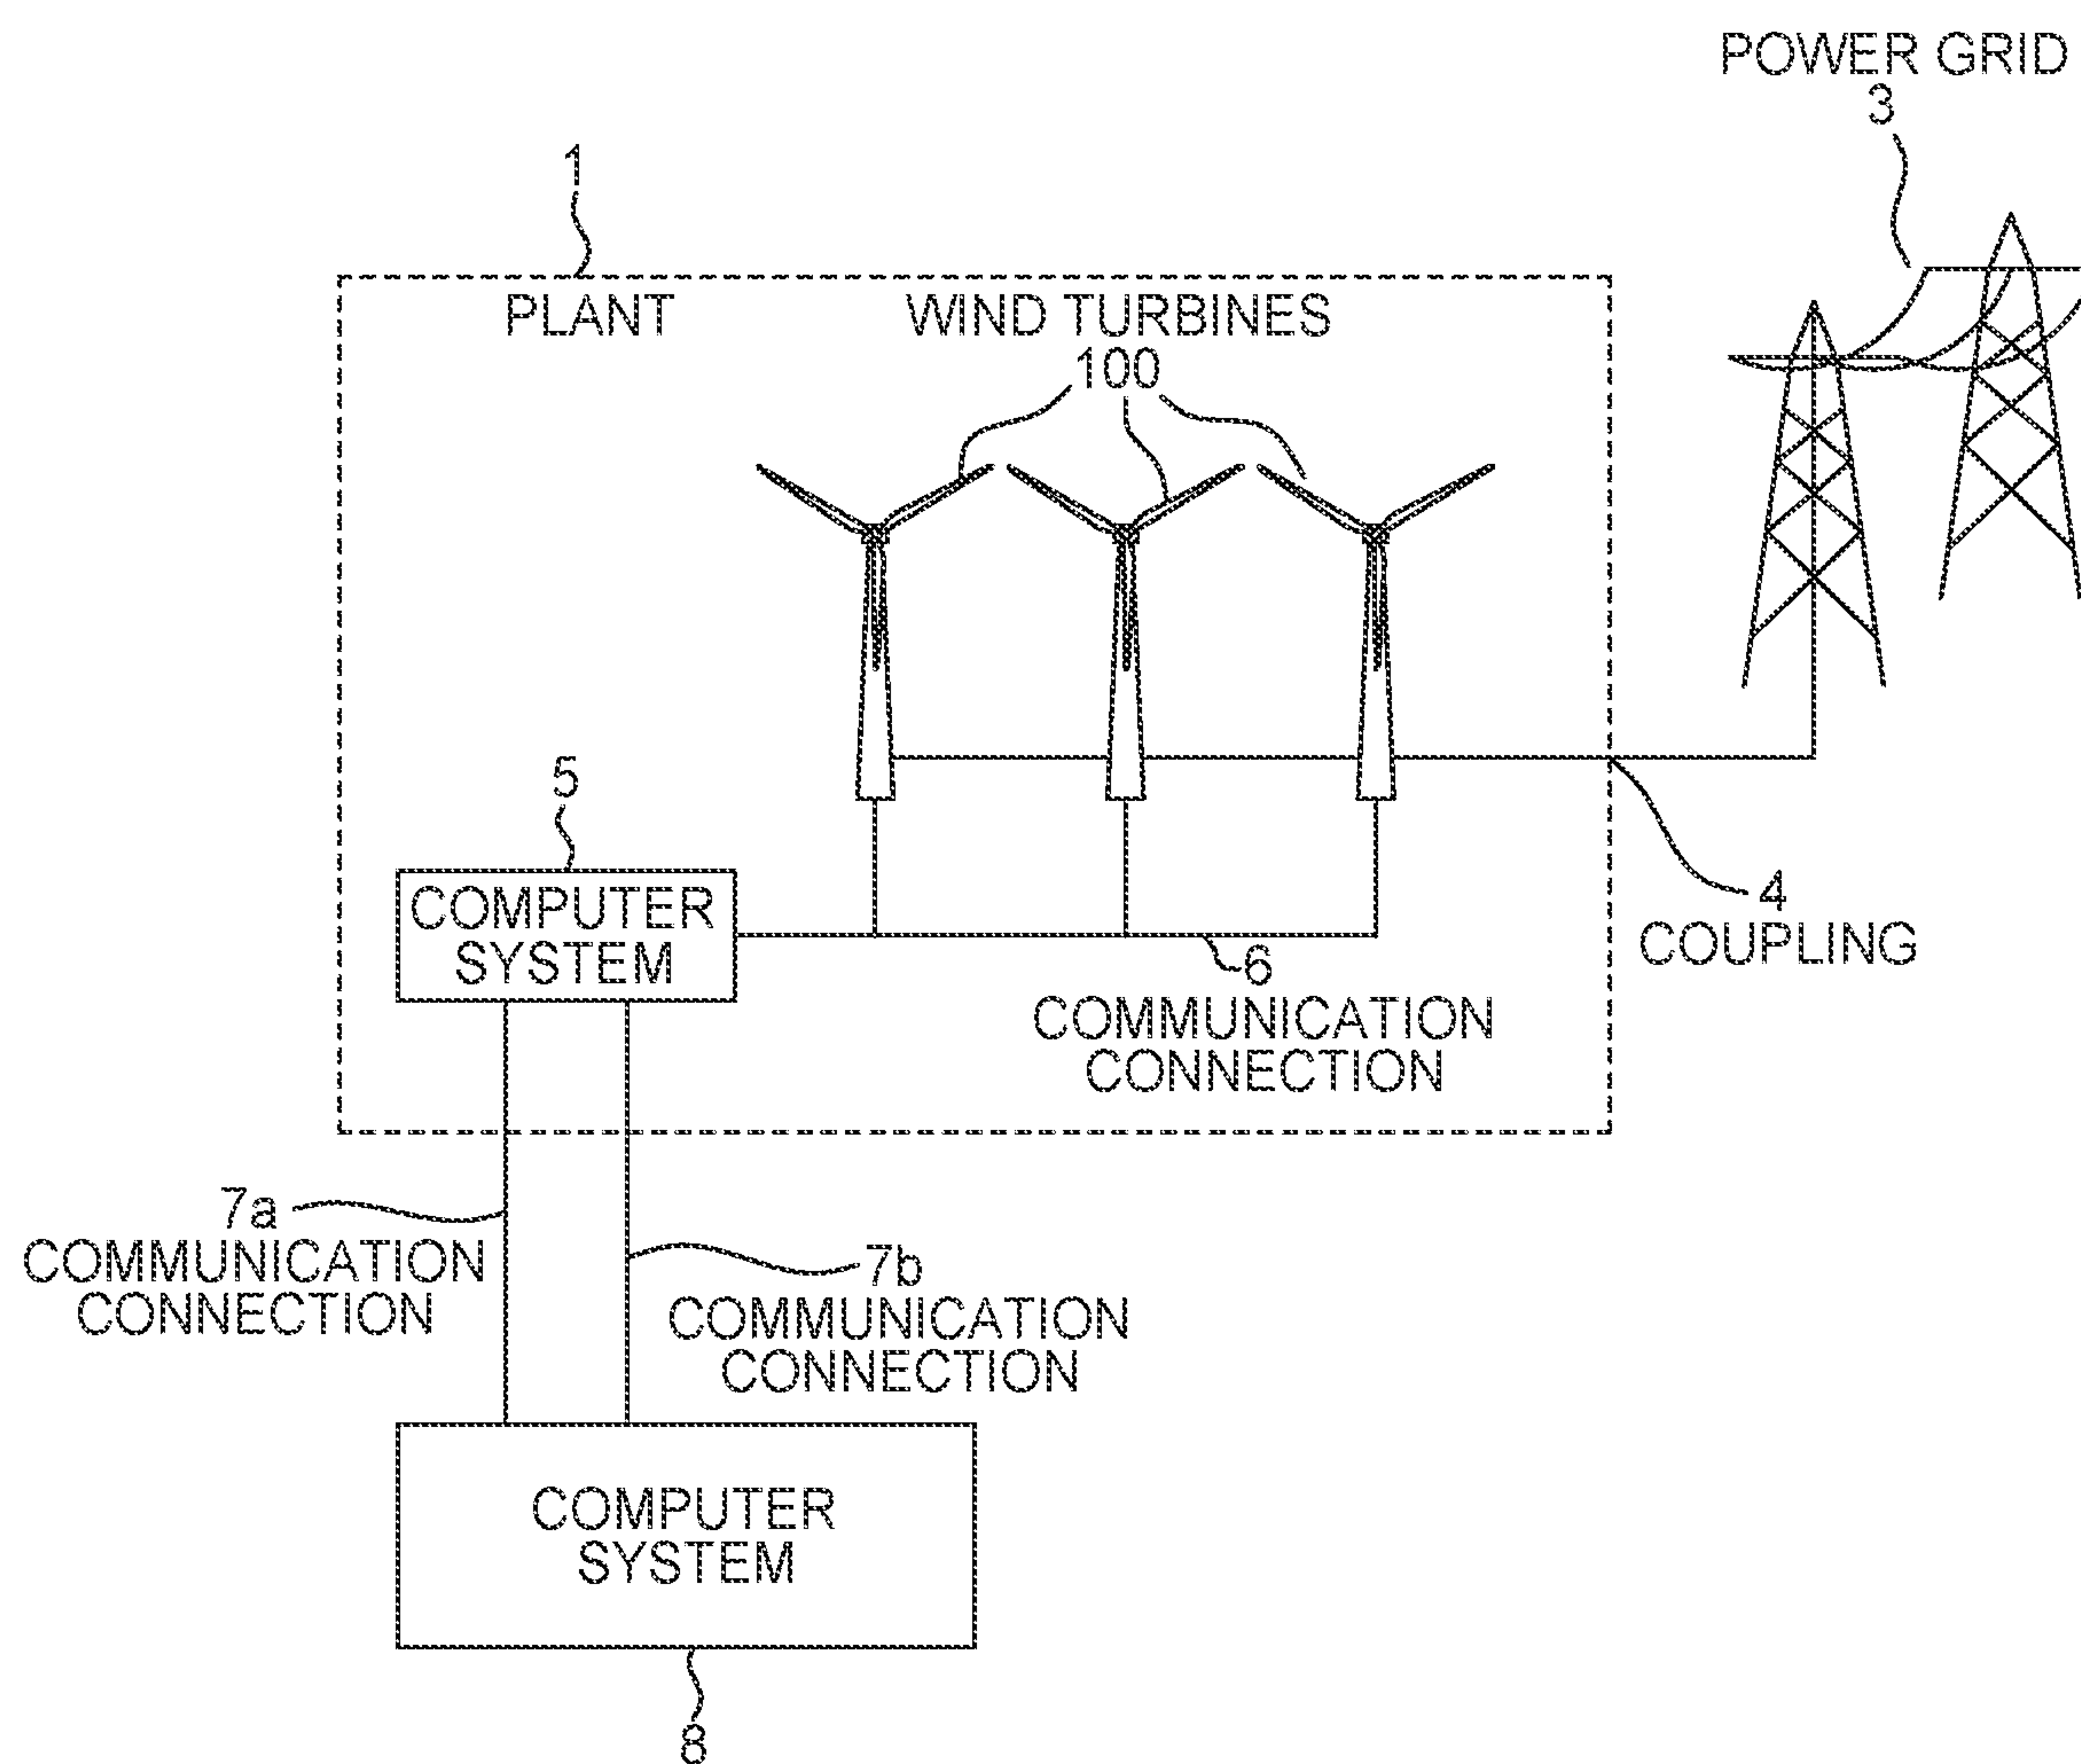 POWER GRID
3
1
PLANT
WIND TURBINES
100
5
COMPUTER
SYSTEM
4
COUPLING
6
COMMUNICATION
CONNECTION
7a
COMMUNICATION
CONNECTION
7b
COMMUNICATION
CONNECTION
COMPUTER
SYSTEM
8